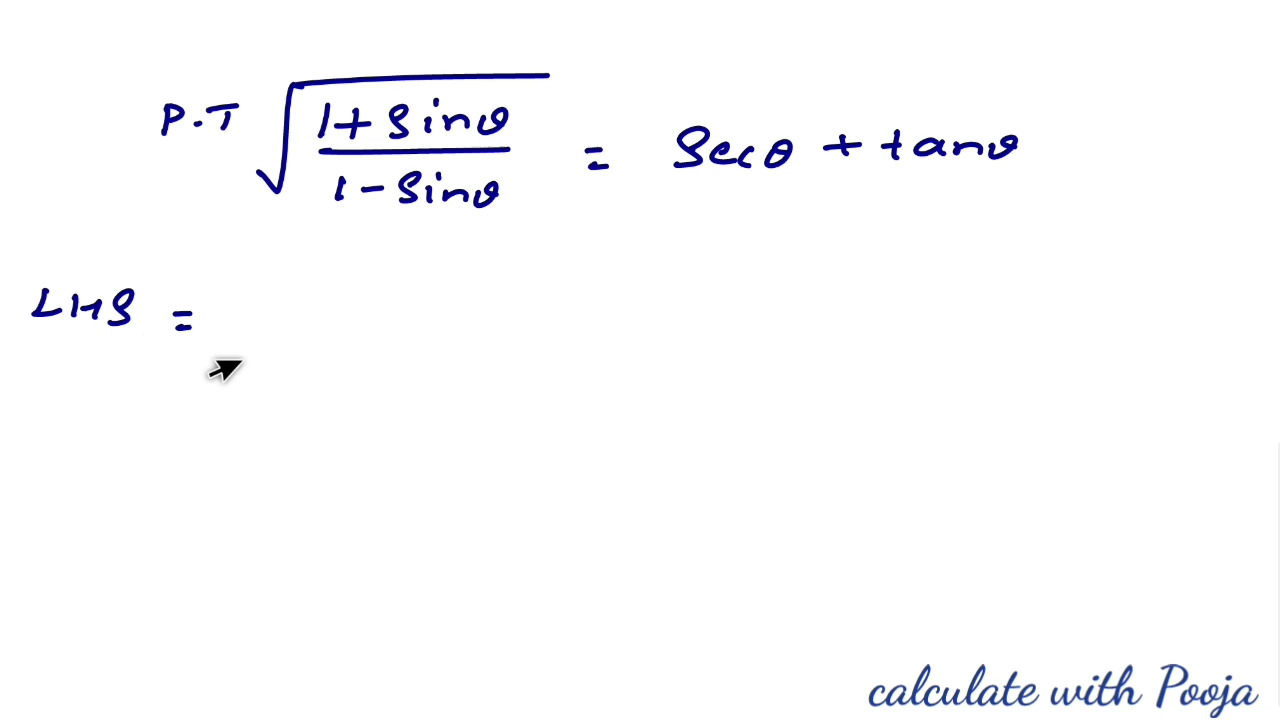 P.T √(1 + sinθ / 1 - sinθ) = secθ + tanθ
LHS =
calculate with Pooja